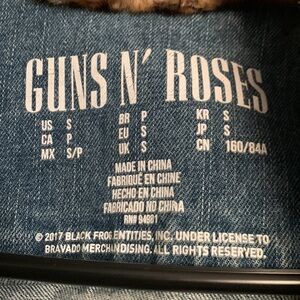 GUNS N' ROSES
US S BR P KR S
CA P EU S JP S
MX S/P UK S CN 160/84A
MADE IN CHINA
FABRIQUÉ EN CHINE
HECHO EN CHINA
FABRICADO NO CHINA
RN# 94981
© 2017 BLACK FROG ENTITIES, INC. UNDER LICENSE TO
BRAVADO MERCHANDISING. ALL RIGHTS RESERVED.